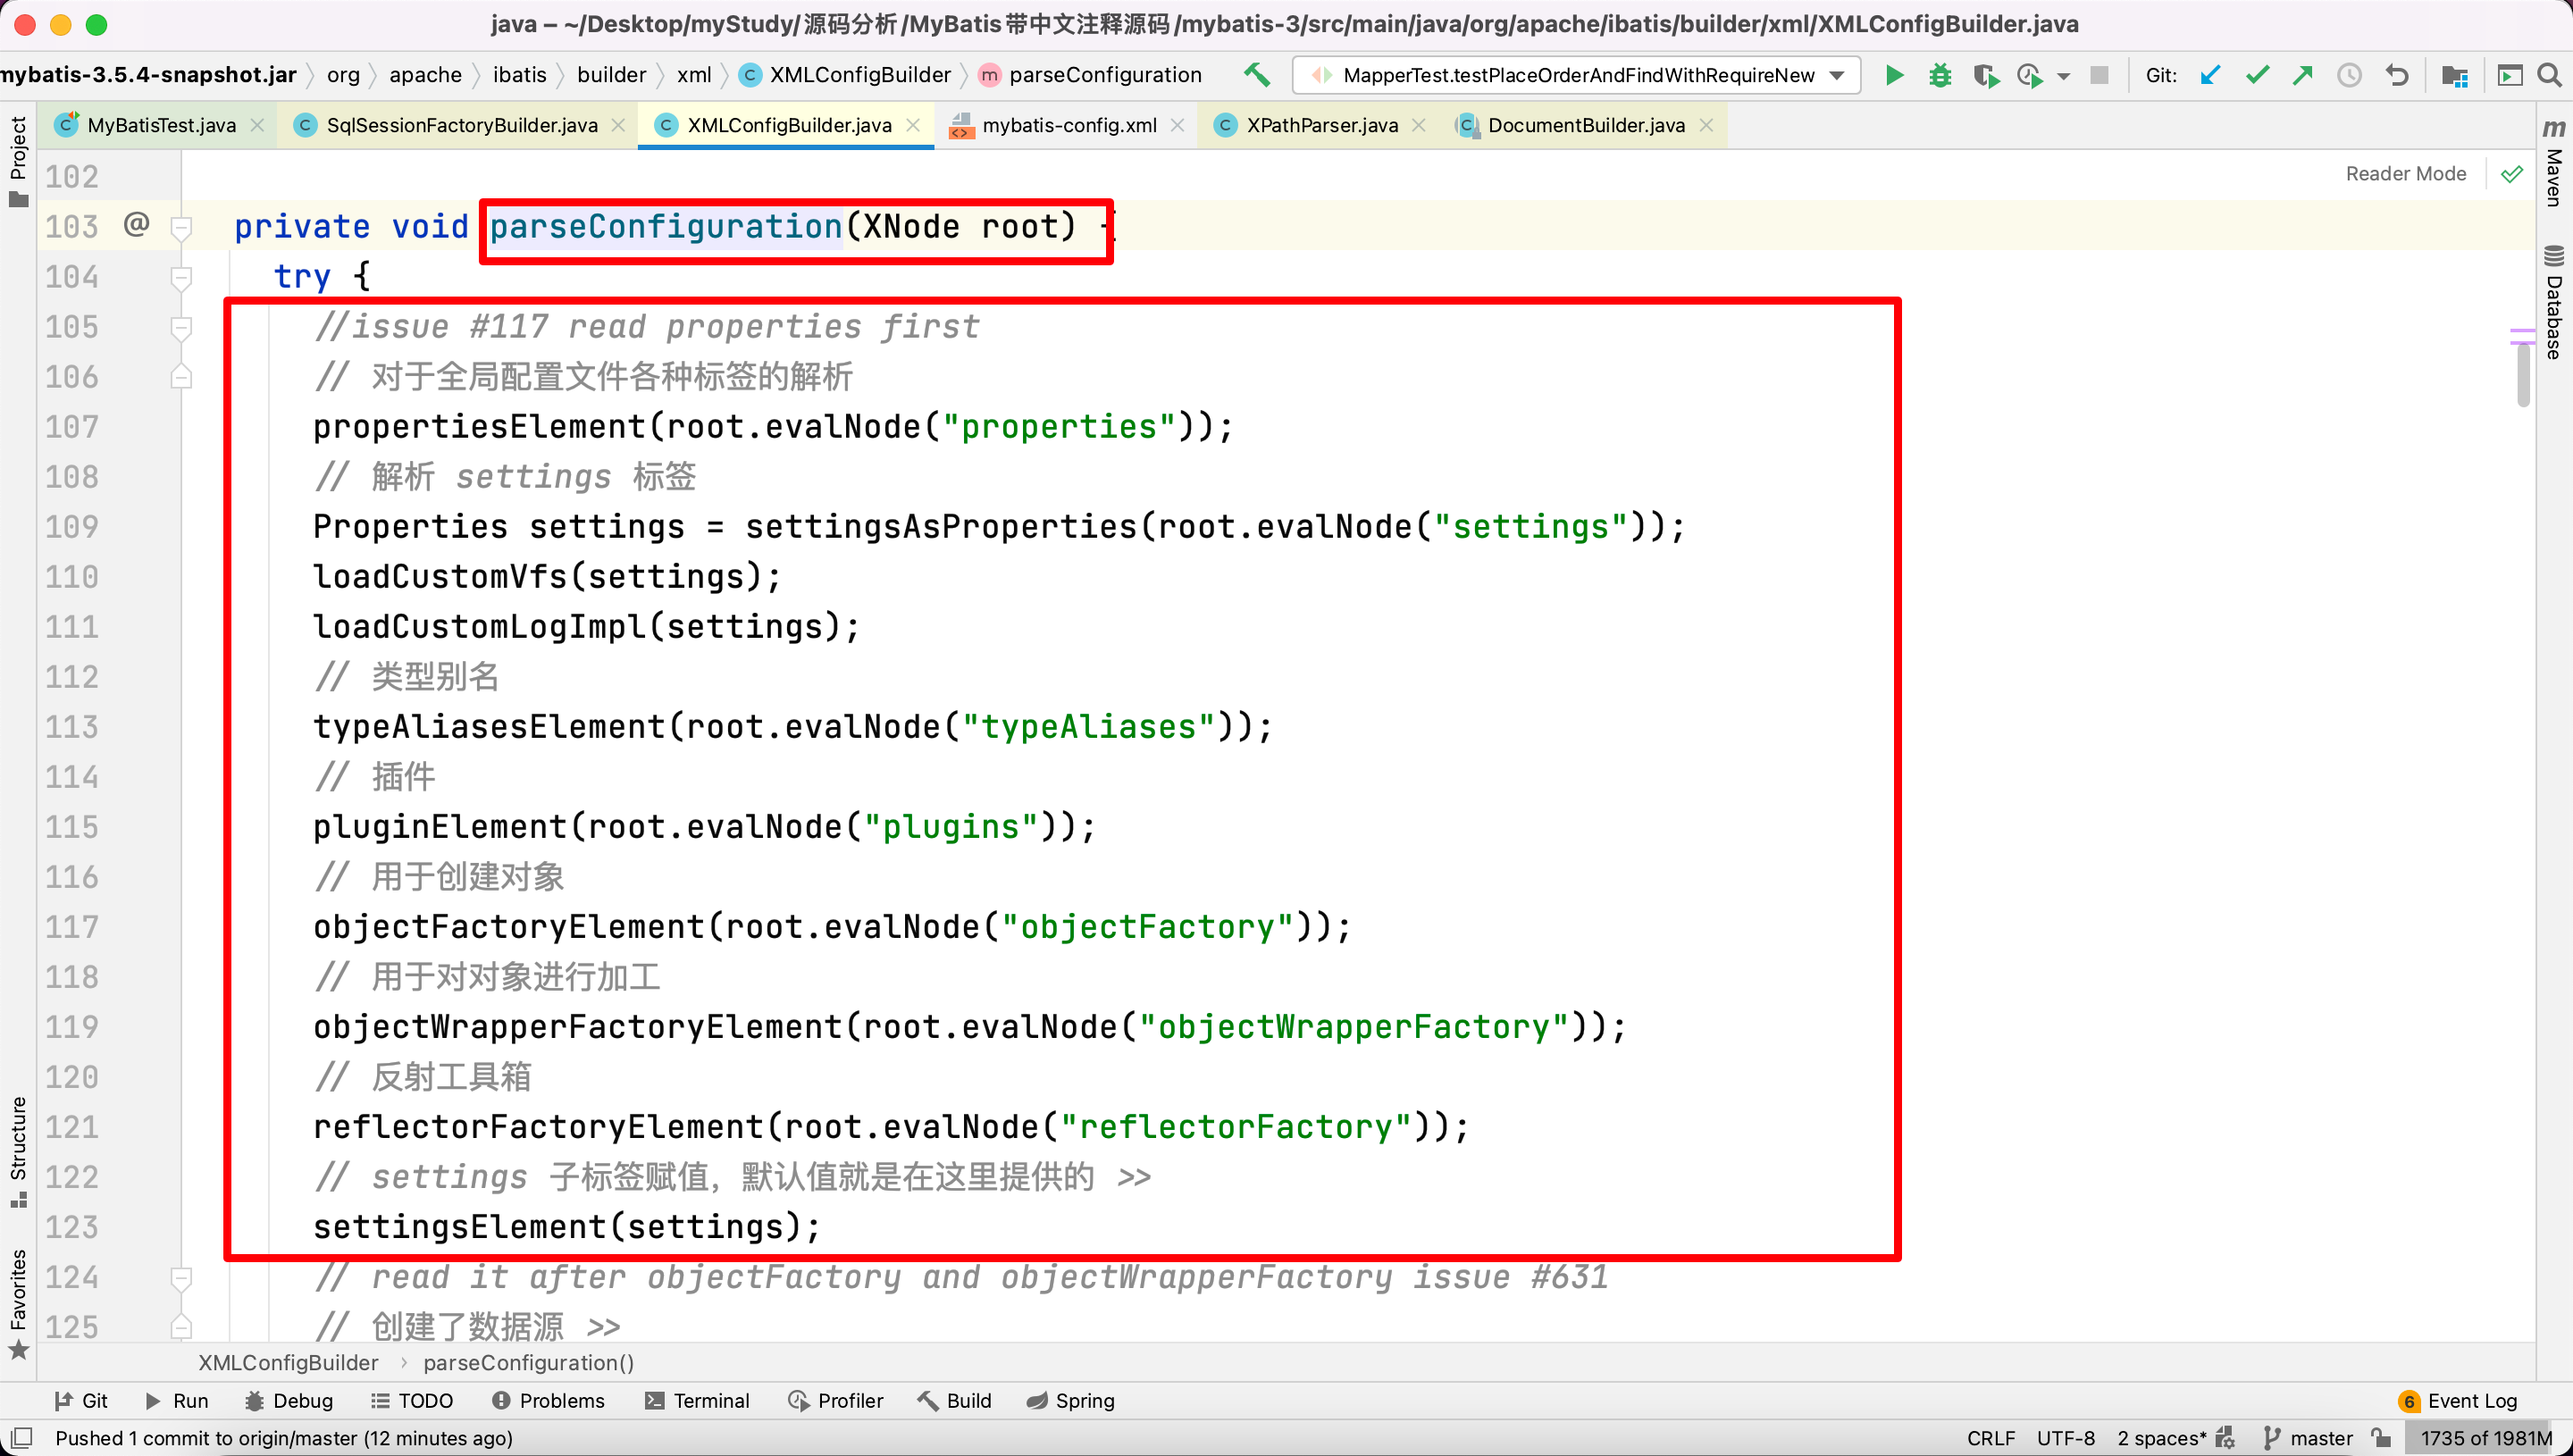 java – ~/Desktop/myStudy/源码分析/MyBatis带中文注释源码/mybatis-3/src/main/java/org/apache/ibatis/builder/xml/XMLConfigBuilder.java
mybatis-3.5.4-snapshot.jar org apache ibatis builder xml XMLConfigBuilder parseConfiguration MapperTest.testPlaceOrderAndFindWithRequireNew Git:
MyBatisTest.java SqlSessionFactoryBuilder.java XMLConfigBuilder.java mybatis-config.xml XPathParser.java DocumentBuilder.java
Project
Structure
Favorites
Maven
Database
Reader Mode
102
103 @ private void parseConfiguration(XNode root) {
104 try {
105 //issue #117 read properties first
106 // 对于全局配置文件各种标签的解析
107 propertiesElement(root.evalNode("properties"));
108 // 解析 settings 标签
109 Properties settings = settingsAsProperties(root.evalNode("settings"));
110 loadCustomVfs(settings);
111 loadCustomLogImpl(settings);
112 // 类型别名
113 typeAliasesElement(root.evalNode("typeAliases"));
114 // 插件
115 pluginElement(root.evalNode("plugins"));
116 // 用于创建对象
117 objectFactoryElement(root.evalNode("objectFactory"));
118 // 用于对对象进行加工
119 objectWrapperFactoryElement(root.evalNode("objectWrapperFactory"));
120 // 反射工具箱
121 reflectorFactoryElement(root.evalNode("reflectorFactory"));
122 // settings 子标签赋值，默认值就是在这里提供的 >>
123 settingsElement(settings);
124 // read it after objectFactory and objectWrapperFactory issue #631
125 // 创建了数据源 >>
XMLConfigBuilder › parseConfiguration()
Git Run Debug TODO Problems Terminal Profiler Build Spring 6 Event Log
Pushed 1 commit to origin/master (12 minutes ago) CRLF UTF-8 2 spaces* master 1735 of 1981M